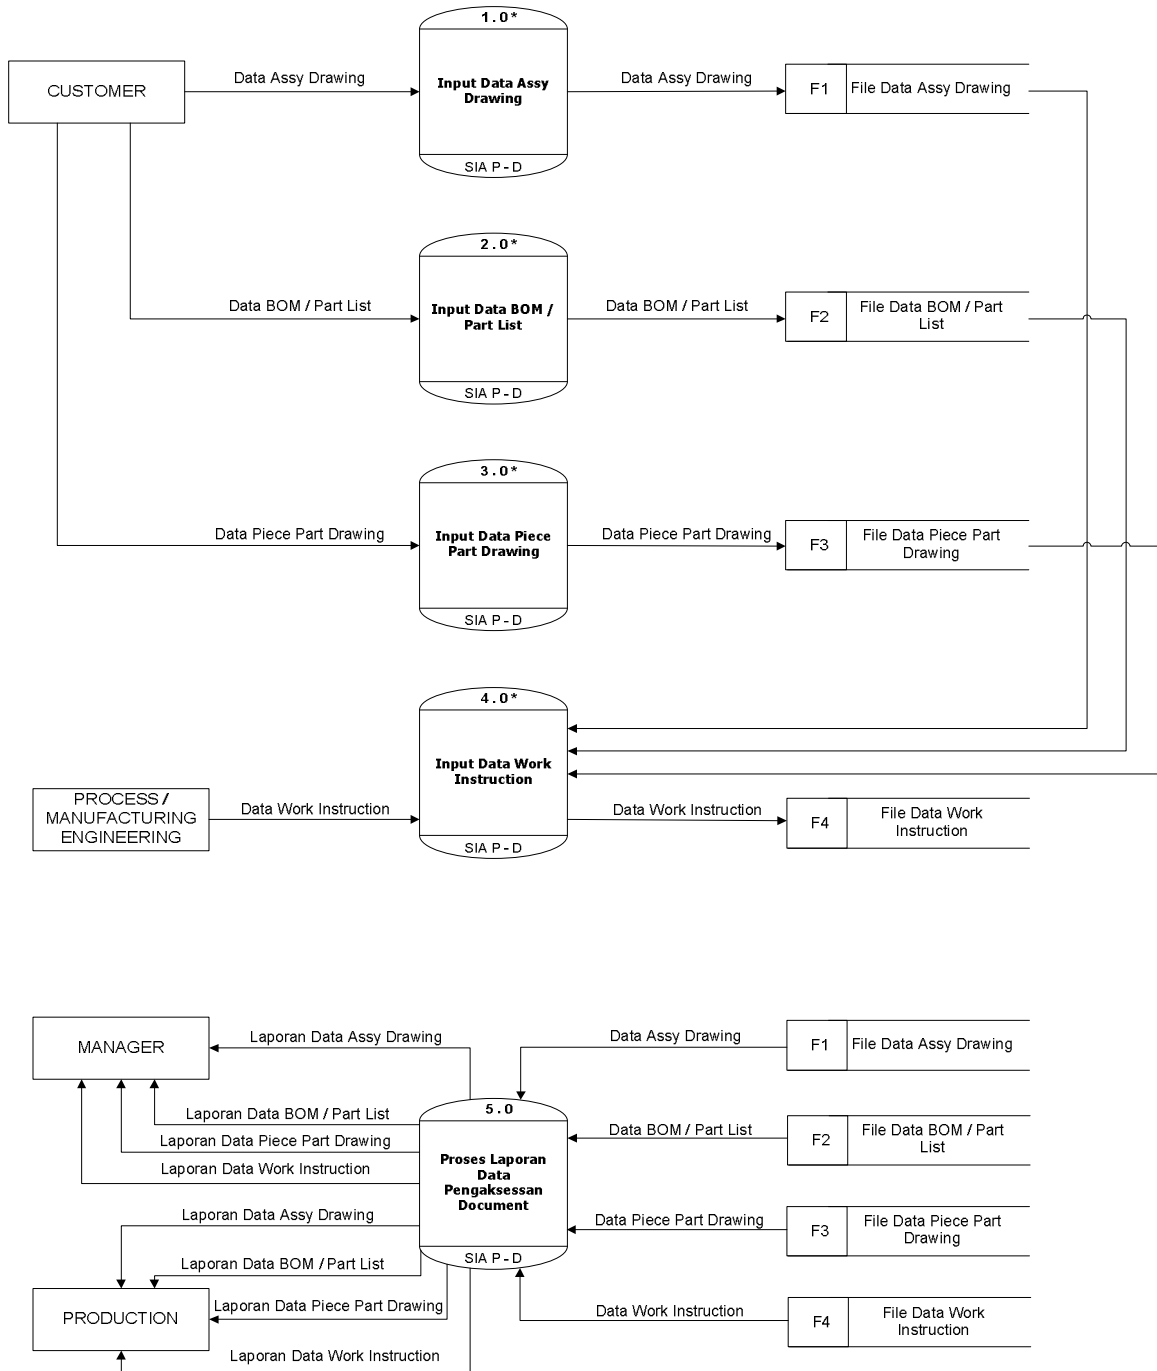 1.0*
CUSTOMER
Data Assy Drawing
Input Data Assy
Drawing
Data Assy Drawing
F1
File Data Assy Drawing
SIA P - D
2.0*
Data BOM / Part List
Input Data BOM /
Part List
Data BOM / Part List
F2
File Data BOM / Part
List
SIA P - D
3.0*
Data Piece Part Drawing
Input Data Piece
Part Drawing
Data Piece Part Drawing
F3
File Data Piece Part
Drawing
SIA P - D
4.0*
Input Data Work
Instruction
PROCESS /
MANUFACTURING
ENGINEERING
Data Work Instruction
Data Work Instruction
F4
File Data Work
Instruction
SIA P - D
MANAGER
Laporan Data Assy Drawing
Data Assy Drawing
F1
File Data Assy Drawing
5.0
Laporan Data BOM / Part List
Laporan Data Piece Part Drawing
Laporan Data Work Instruction
Proses Laporan
Data
Pengaksessan
Document
Data BOM / Part List
F2
File Data BOM / Part
List
Laporan Data Assy Drawing
Data Piece Part Drawing
F3
File Data Piece Part
Drawing
Laporan Data BOM / Part List
SIA P - D
PRODUCTION
Laporan Data Piece Part Drawing
Data Work Instruction
F4
File Data Work
Instruction
Laporan Data Work Instruction